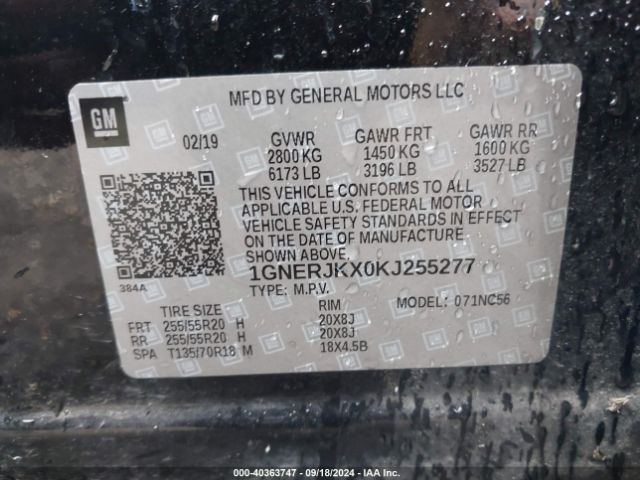 GM
MFD BY GENERAL MOTORS LLC
02/19 GVWR GAWR FRT GAWR RR
2800 KG 1450 KG 1600 KG
6173 LB 3196 LB 3527 LB
THIS VEHICLE CONFORMS TO ALL
APPLICABLE U.S. FEDERAL MOTOR
VEHICLE SAFETY STANDARDS IN EFFECT
ON THE DATE OF MANUFACTURE
SHOWN ABOVE.
384A
1GNERJKX0KJ255277
TYPE: M.P.V. MODEL: 071NC56
TIRE SIZE RIM
FRT 255/55R20 H 20X8J
RR 255/55R20 H 20X8J
SPA T135/70R18 M 18X4.5B
000-40363747 - 09/18/2024 - IAA Inc.